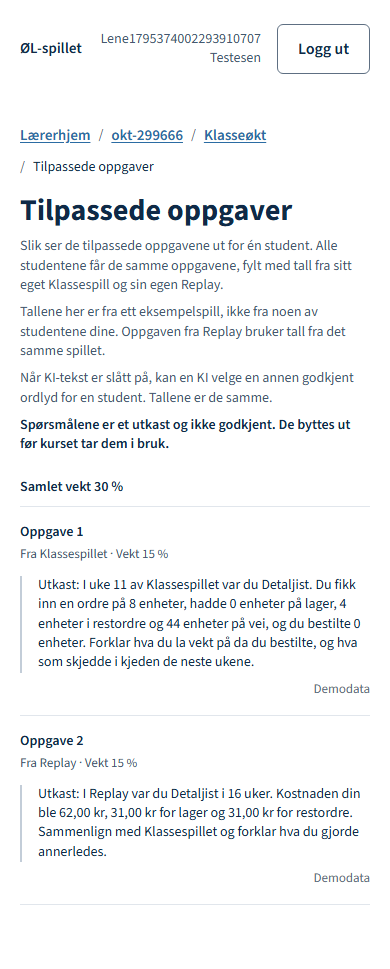 ØL-spillet
Lene1795374002293910707
Testesen
Logg ut
Lærerhjem / okt-299666 / Klasseøkt
/ Tilpassede oppgaver
Tilpassede oppgaver
Slik ser de tilpassede oppgavene ut for én student. Alle
studentene får de samme oppgavene, fylt med tall fra sitt
eget Klassespill og sin egen Replay.
Tallene her er fra ett eksempelspill, ikke fra noen av
studentene dine. Oppgaven fra Replay bruker tall fra det
samme spillet.
Når KI-tekst er slått på, kan en KI velge en annen godkjent
ordlyd for en student. Tallene er de samme.
Spørsmålene er et utkast og ikke godkjent. De byttes ut
før kurset tar dem i bruk.
Samlet vekt 30 %
Oppgave 1
Fra Klassespillet · Vekt 15 %
Utkast: I uke 11 av Klassespillet var du Detaljist. Du fikk
inn en ordre på 8 enheter, hadde 0 enheter på lager, 4
enheter i restordre og 44 enheter på vei, og du bestilte 0
enheter. Forklar hva du la vekt på da du bestilte, og hva
som skjedde i kjeden de neste ukene.
Demodata
Oppgave 2
Fra Replay · Vekt 15 %
Utkast: I Replay var du Detaljist i 16 uker. Kostnaden din
ble 62,00 kr, 31,00 kr for lager og 31,00 kr for restordre.
Sammenlign med Klassespillet og forklar hva du gjorde
annerledes.
Demodata